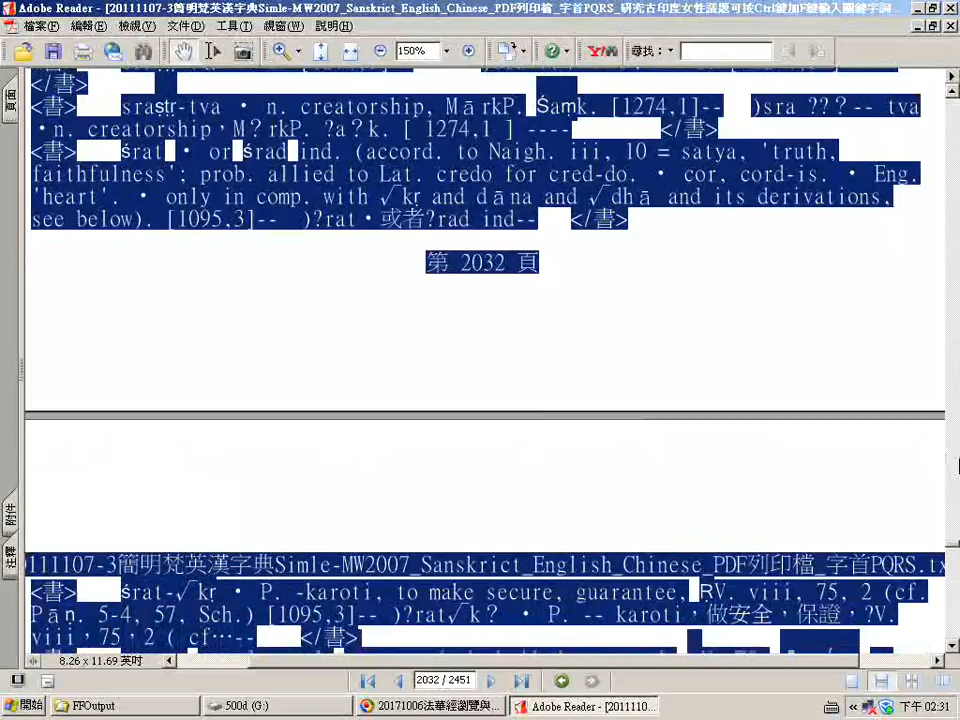 Adobe Reader - [20111107-3簡明梵英漢字典Simle-MW2007_Sanskrict_English_Chinese_PDF列印檔_字首PQRS_研究古印度女性議題可按Ctrl鍵加F鍵輸入關鍵字詞
檔案(F) 編輯(E) 檢視(V) 文件(D) 工具(T) 視窗(W) 說明(H)
150% 尋找:
頁面
</書>
<書> sraṣṭṛ-tva • n. creatorship, MārkP. Śaṃk. [1274,1]-- )sra ??？-- tva
•n. creatorship，M？rkP. ?a？k. [ 1274.1 ] ---- </書>
<書> śrat • or śrad ind. (accord. to Naigh. iii, 10 = satya, 'truth,
faithfulness'; prob. allied to Lat. credo for cred-do. • cor, cord-is. • Eng.
'heart' • only in comp. with √kṛ and dāna and √dhā and its derivations,
see below). [1095,3]-- )?rat•或者?rad ind-- </書>
第 2032 頁
附件
註釋
111107-3簡明梵英漢字典Simle-MW2007_Sanskrict_English_Chinese_PDF列印檔_字首PQRS.tx
<書> śrat-√kṛ • P. -karoti, to make secure, guarantee, ṚV. viii, 75, 2 (cf.
Pāṇ. 5-4, 57, Sch.) [1095,3]-- )?rat√k？ • P. -- karoti，做安全，保證，?V.
viii，75，2 ( cf…-- </書>
8.26 x 11.69 英吋
2032 / 2451
開始 FFOutput 500d (G:) 20171006法華經瀏覽與... Adobe Reader - [2011110... 下午 02:31